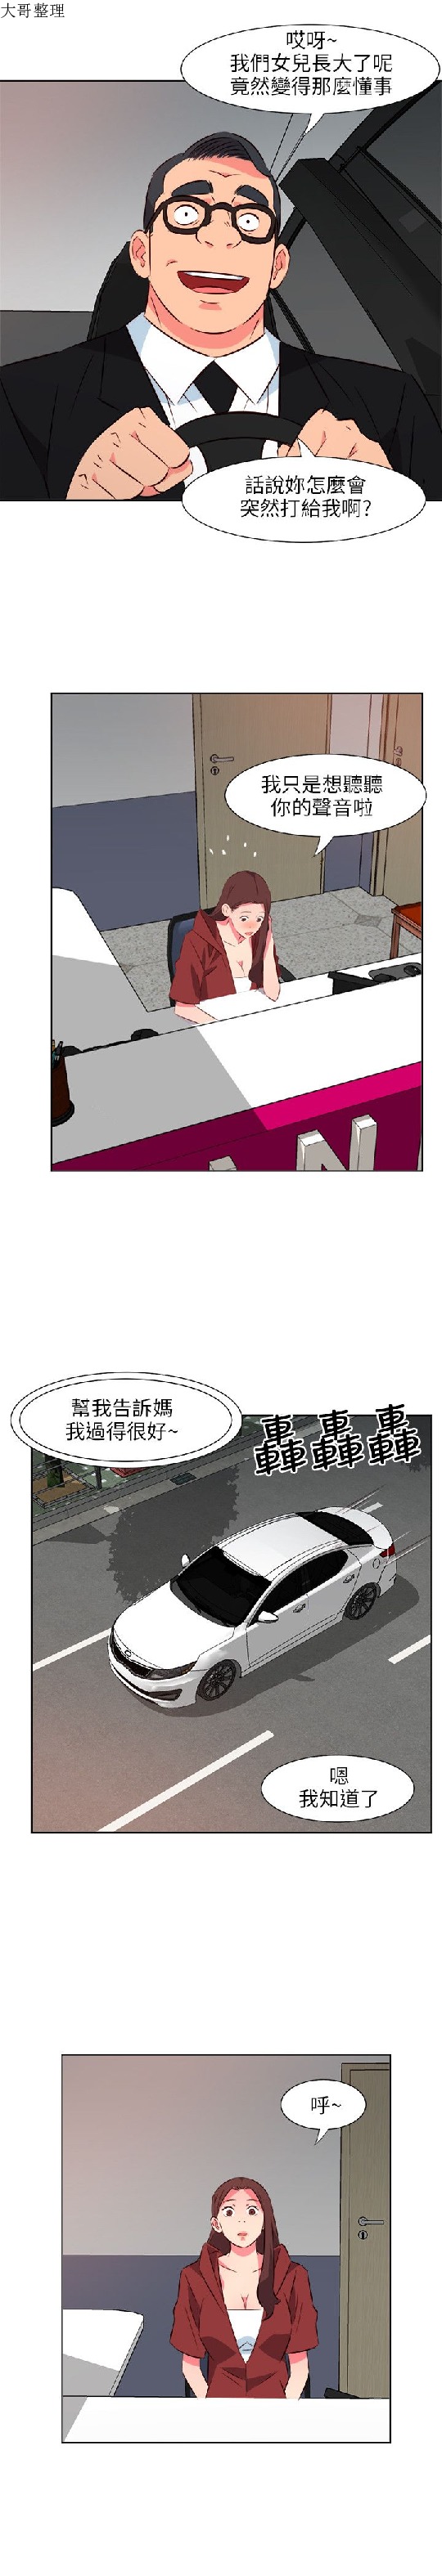 大哥整理
哎呀~
我們女兒長大了呢
竟然變得那麼懂事
話說妳怎麼會
突然打給我啊?
我只是想聽聽
你的聲音啦
N
幫我告訴媽
我過得很好~
轟 轟 轟
嗯
我知道了
呼~